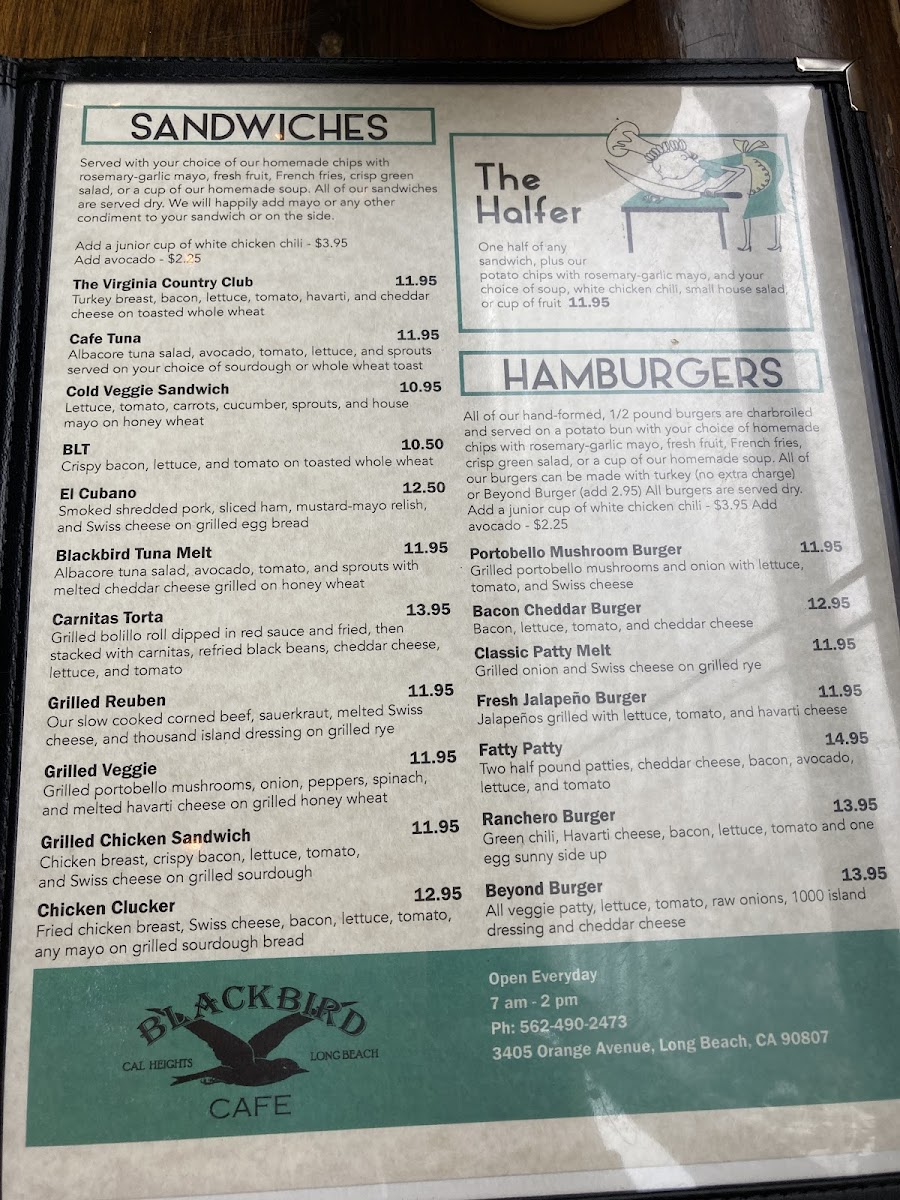 SANDWICHES
Served with your choice of our homemade chips with
rosemary-garlic mayo, fresh fruit, French fries, crisp green
salad, or a cup of our homemade soup. All of our sandwiches
are served dry. We will happily add mayo or any other
condiment to your sandwich or on the side.
Add a junior cup of white chicken chili - $3.95
Add avocado - $2.25
The Virginia Country Club 11.95
Turkey breast, bacon, lettuce, tomato, havarti, and cheddar
cheese on toasted whole wheat
Cafe Tuna 11.95
Albacore tuna salad, avocado, tomato, lettuce, and sprouts
served on your choice of sourdough or whole wheat toast
Cold Veggie Sandwich 10.95
Lettuce, tomato, carrots, cucumber, sprouts, and house
mayo on honey wheat
BLT 10.50
Crispy bacon, lettuce, and tomato on toasted whole wheat
El Cubano 12.50
Smoked shredded pork, sliced ham, mustard-mayo relish,
and Swiss cheese on grilled egg bread
Blackbird Tuna Melt 11.95
Albacore tuna salad, avocado, tomato, and sprouts with
melted cheddar cheese grilled on honey wheat
Carnitas Torta 13.95
Grilled bolillo roll dipped in red sauce and fried, then
stacked with carnitas, refried black beans, cheddar cheese,
lettuce, and tomato
Grilled Reuben 11.95
Our slow cooked corned beef, sauerkraut, melted Swiss
cheese, and thousand island dressing on grilled rye
Grilled Veggie 11.95
Grilled portobello mushrooms, onion, peppers, spinach,
and melted havarti cheese on grilled honey wheat
Grilled Chicken Sandwich 11.95
Chicken breast, crispy bacon, lettuce, tomato,
and Swiss cheese on grilled sourdough
Chicken Clucker 12.95
Fried chicken breast, Swiss cheese, bacon, lettuce, tomato,
any mayo on grilled sourdough bread
The
Halfer
One half of any
sandwich, plus our
potato chips with rosemary-garlic mayo, and your
choice of soup, white chicken chili, small house salad,
or cup of fruit 11.95
HAMBURGERS
All of our hand-formed, 1/2 pound burgers are charbroiled
and served on a potato bun with your choice of homemade
chips with rosemary-garlic mayo, fresh fruit, French fries,
crisp green salad, or a cup of our homemade soup. All of
our burgers can be made with turkey (no extra charge)
or Beyond Burger (add 2.95) All burgers are served dry.
Add a junior cup of white chicken chili - $3.95 Add
avocado - $2.25
Portobello Mushroom Burger 11.95
Grilled portobello mushrooms and onion with lettuce,
tomato, and Swiss cheese
Bacon Cheddar Burger 12.95
Bacon, lettuce, tomato, and cheddar cheese
Classic Patty Melt 11.95
Grilled onion and Swiss cheese on grilled rye
Fresh Jalapeño Burger 11.95
Jalapeños grilled with lettuce, tomato, and havarti cheese
Fatty Patty 14.95
Two half pound patties, cheddar cheese, bacon, avocado,
lettuce, and tomato
Ranchero Burger 13.95
Green chili, Havarti cheese, bacon, lettuce, tomato and one
egg sunny side up
Beyond Burger 13.95
All veggie patty, lettuce, tomato, raw onions, 1000 island
dressing and cheddar cheese
BLACKBIRD
CAL HEIGHTS LONG BEACH
CAFE
Open Everyday
7 am - 2 pm
Ph: 562-490-2473
3405 Orange Avenue, Long Beach, CA 90807